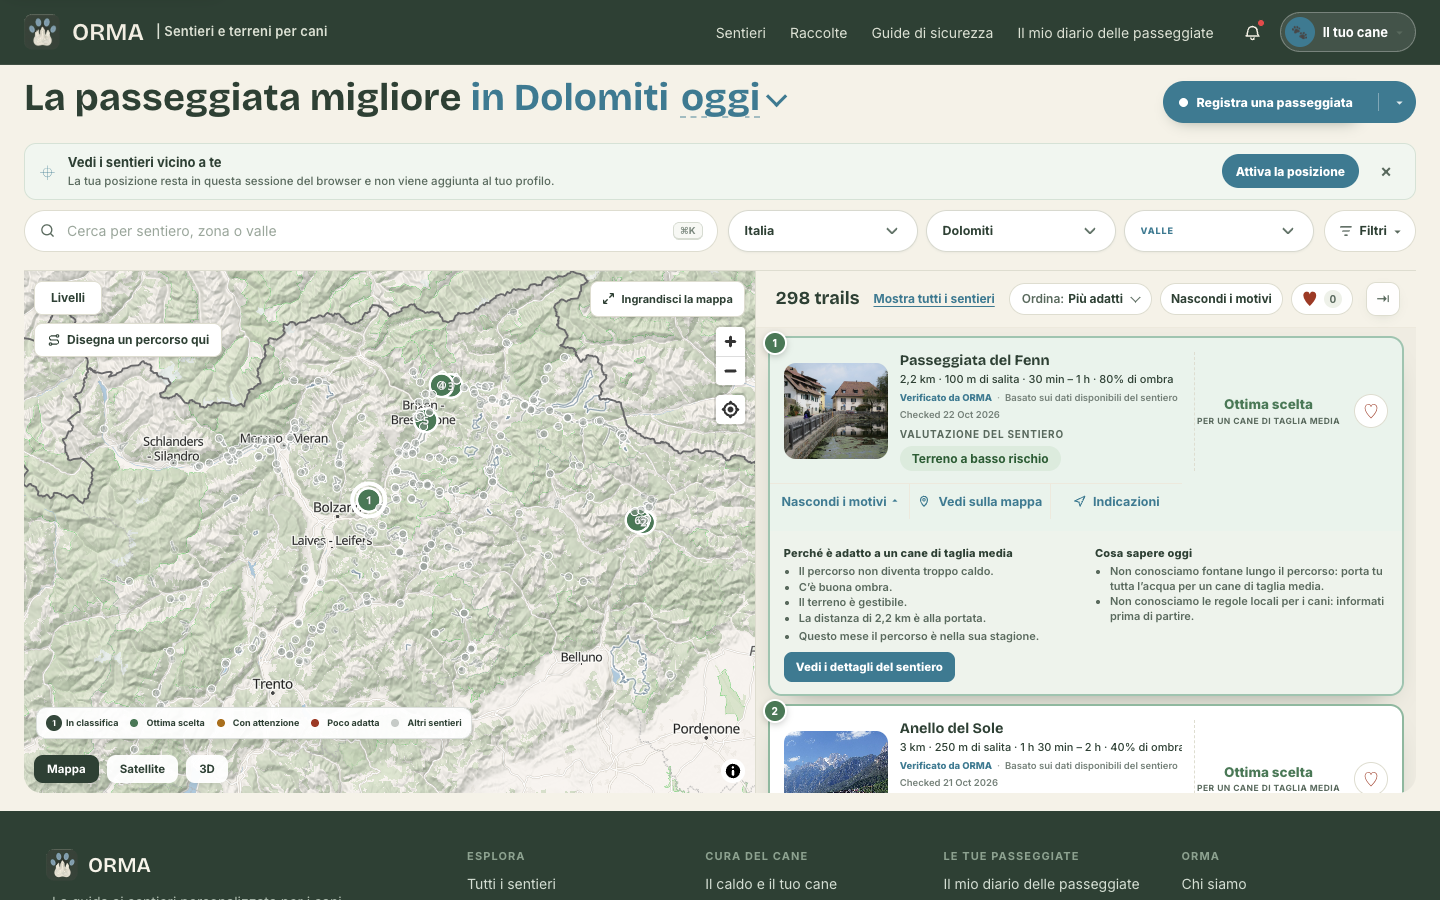 ORMA | Sentieri e terreni per cani
Sentieri Raccolte Guide di sicurezza Il mio diario delle passeggiate Il tuo cane
La passeggiata migliore in Dolomiti oggi
Registra una passeggiata
Vedi i sentieri vicino a te
La tua posizione resta in questa sessione del browser e non viene aggiunta al tuo profilo.
Attiva la posizione
Cerca per sentiero, zona o valle ⌘K
Italia
Dolomiti
VALLE
Filtri
Livelli
Disegna un percorso qui
Ingrandisci la mappa
Schlanders
- Silandro
Laives - Leifers
1
Trento
Belluno
Pordenone
1 In classifica Ottima scelta Con attenzione Poco adatta Altri sentieri
Mappa Satellite 3D
298 trails Mostra tutti i sentieri Ordina: Più adatti Nascondi i motivi 0
1
Passeggiata del Fenn
2,2 km · 100 m di salita · 30 min – 1 h · 80% di ombra
Verificato da ORMA · Basato sui dati disponibili del sentiero
Checked 22 Oct 2026
VALUTAZIONE DEL SENTIERO
Terreno a basso rischio
Ottima scelta
PER UN CANE DI TAGLIA MEDIA
Nascondi i motivi Vedi sulla mappa Indicazioni
Perché è adatto a un cane di taglia media
Il percorso non diventa troppo caldo.
C'è buona ombra.
Il terreno è gestibile.
La distanza di 2,2 km è alla portata.
Questo mese il percorso è nella sua stagione.
Cosa sapere oggi
Non conosciamo fontane lungo il percorso: porta tu
tutta l'acqua per un cane di taglia media.
Non conosciamo le regole locali per i cani: informati
prima di partire.
Vedi i dettagli del sentiero
2
Anello del Sole
3 km · 250 m di salita · 1 h 30 min – 2 h · 40% di ombra
Verificato da ORMA · Basato sui dati disponibili del sentiero
Checked 21 Oct 2026
Ottima scelta
PER UN CANE DI TAGLIA MEDIA
ORMA
ESPLORA
Tutti i sentieri
CURA DEL CANE
Il caldo e il tuo cane
LE TUE PASSEGGIATE
Il mio diario delle passeggiate
ORMA
Chi siamo